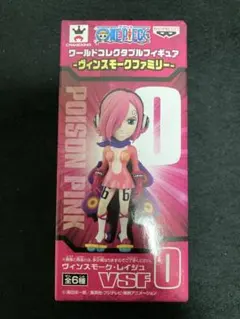 ONE PIECE
BANPRESTO
ワールドコレクタブルフィギュア
-ヴィンスモークファミリー-
POISON PINK
0
全6種
ヴィンスモーク・レイジュ
VSF 0